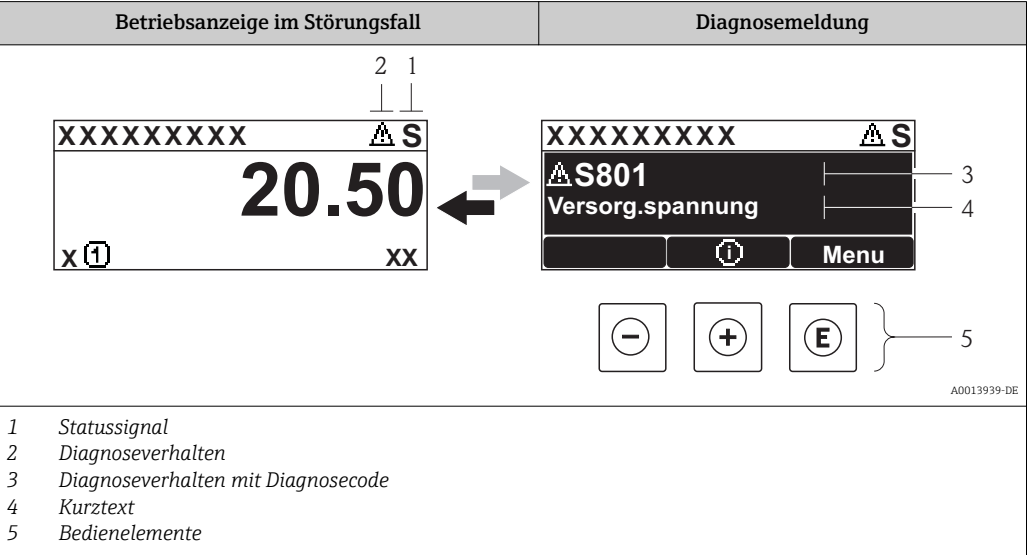 Betriebsanzeige im Störungsfall
Diagnosemeldung
2 1
XXXXXXXXX ⚠ S
20.50
x 1 xx
XXXXXXXXX ⚠ S
⚠S801
Versorg.spannung
i Menu
3
4
− + E
5
A0013939-DE
1 Statussignal
2 Diagnoseverhalten
3 Diagnoseverhalten mit Diagnosecode
4 Kurztext
5 Bedienelemente